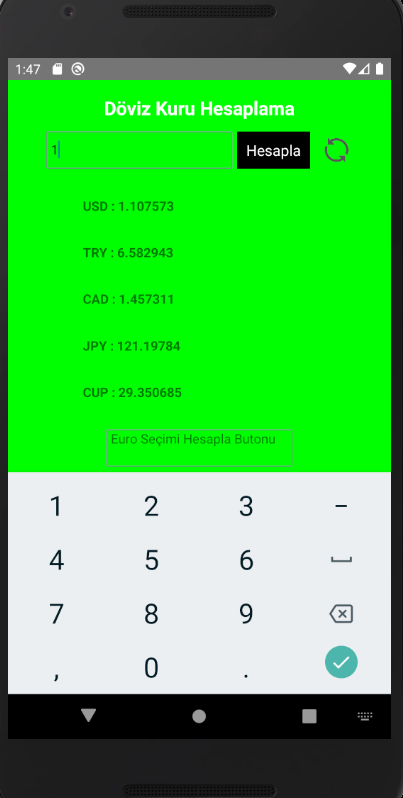 1:47
Döviz Kuru Hesaplama
1
Hesapla
USD : 1.107573
TRY : 6.582943
CAD : 1.457311
JPY : 121.19784
CUP : 29.350685
Euro Seçimi Hesapla Butonu
1 2 3 −
4 5 6
7 8 9
, 0 .